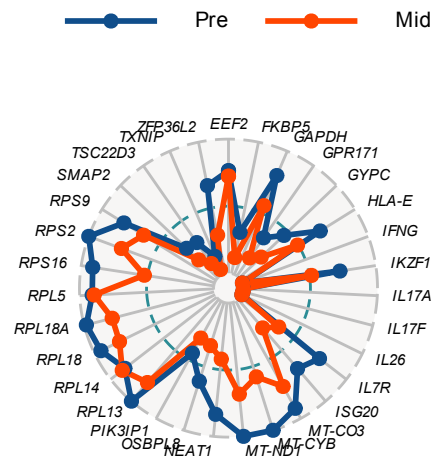 Pre Mid
EEF2
FKBP5
GAPDH
GPR171
GYPC
HLA-E
IFNG
IKZF1
IL17A
IL17F
IL26
IL7R
ISG20
MT-CO3
MT-CYB
MT-ND1
NEAT1
OSBPL8
PIK3IP1
RPL13
RPL14
RPL18
RPL18A
RPL5
RPS16
RPS2
RPS9
SMAP2
TSC22D3
TXNIP
ZFP36L2